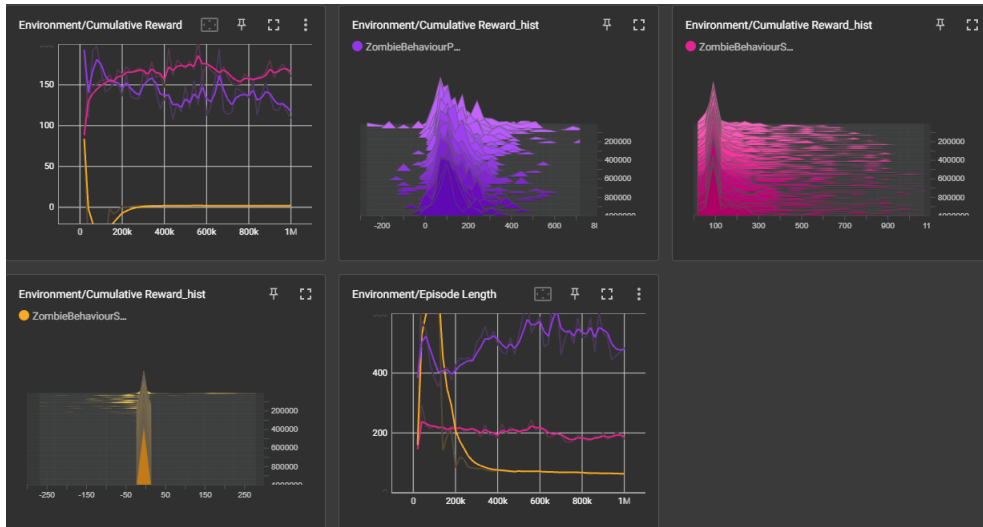 Environment/Cumulative Reward
150
100
50
0
0 200k 400k 600k 800k 1M
Environment/Cumulative Reward_hist
ZombieBehaviourP...
200000
400000
600000
800000
-200 0 200 400 600
Environment/Cumulative Reward_hist
ZombieBehaviourS...
200000
400000
600000
800000
100 300 500 700 900 11
Environment/Cumulative Reward_hist
ZombieBehaviourS...
200000
400000
600000
800000
-250 -150 -50 50 150 250
Environment/Episode Length
400
200
0 200k 400k 600k 800k 1M